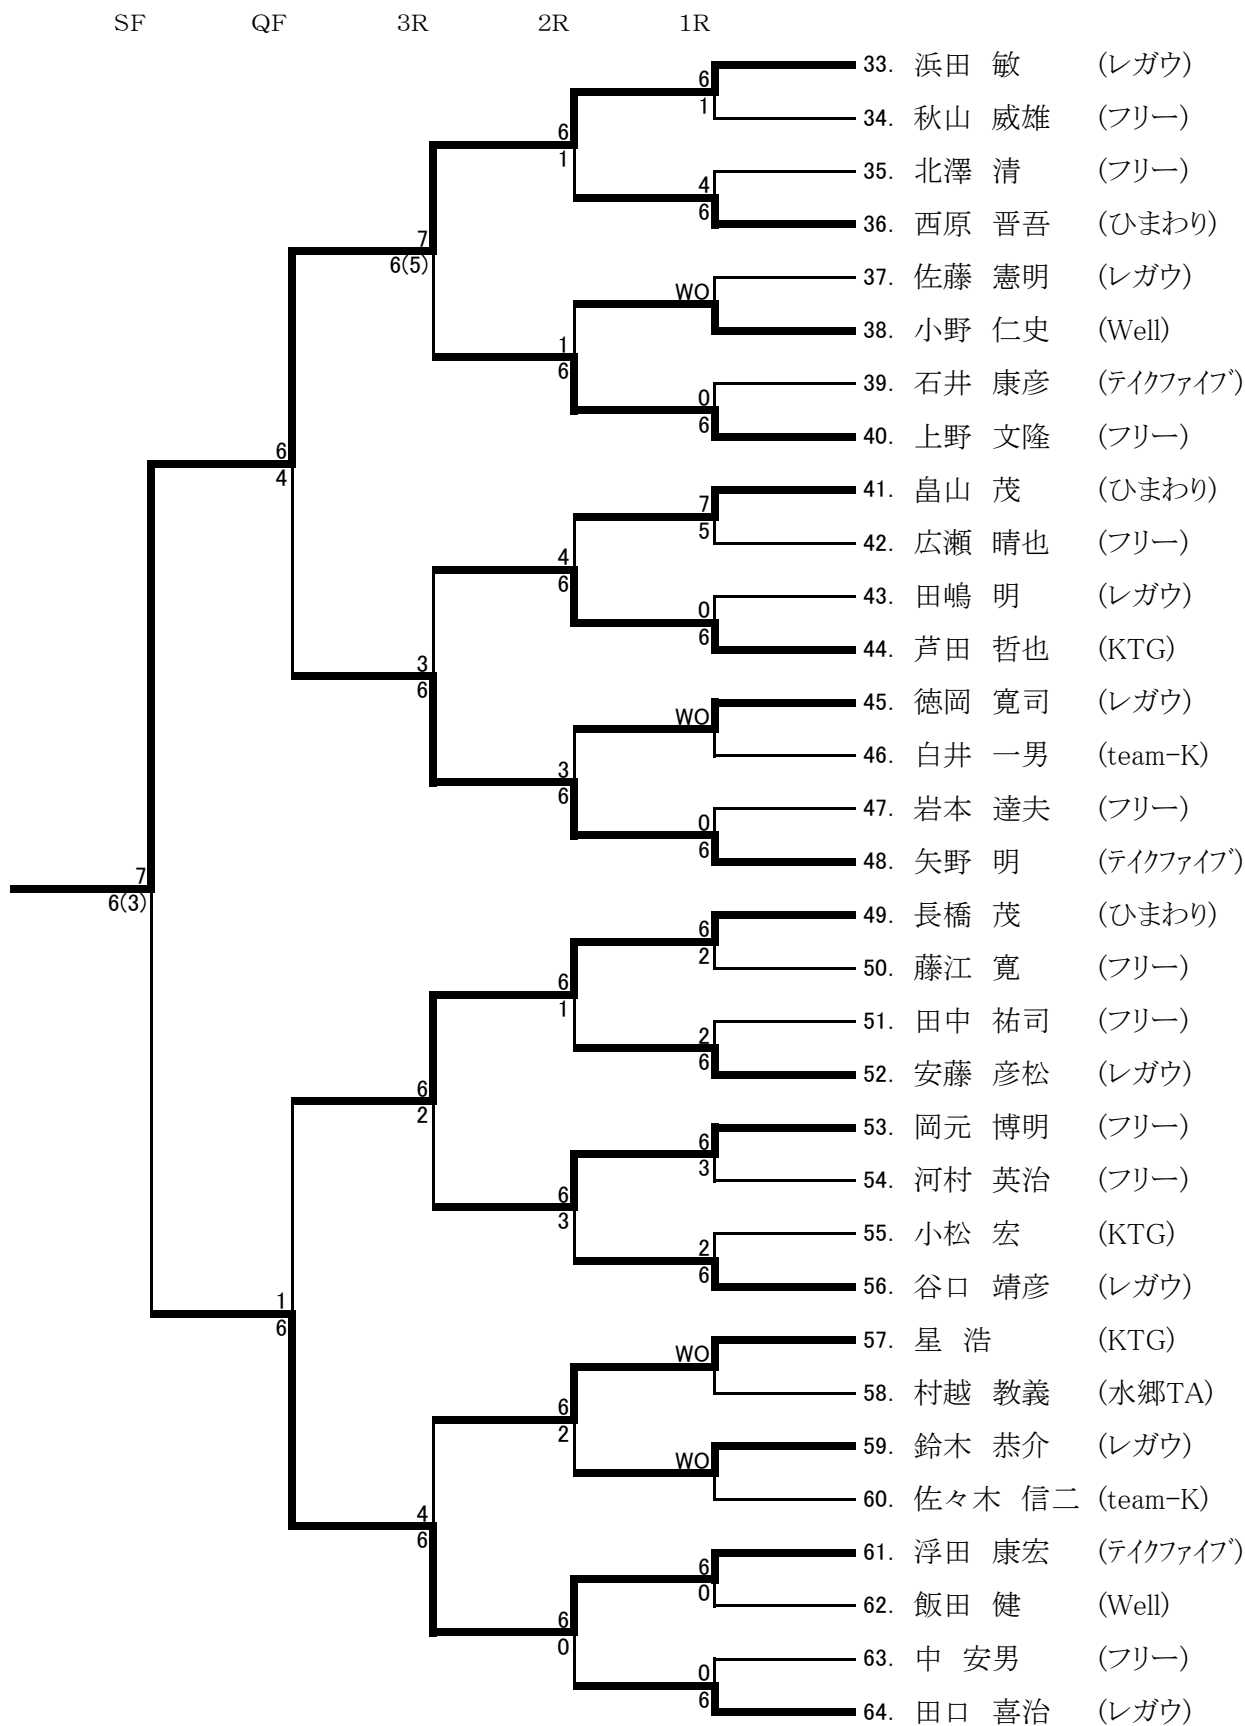 SF QF 3R 2R 1R
33. 浜田 敏 (レガウ)
6
1
34. 秋山 威雄 (フリー)
6
1
35. 北澤 清 (フリー)
4
6
36. 西原 晋吾 (ひまわり)
7
6(5)
37. 佐藤 憲明 (レガウ)
WO
38. 小野 仁史 (Well)
1
6
39. 石井 康彦 (テイクファイブ)
0
6
40. 上野 文隆 (フリー)
6
4
41. 畠山 茂 (ひまわり)
7
5
42. 広瀬 晴也 (フリー)
4
6
43. 田嶋 明 (レガウ)
0
6
44. 芦田 哲也 (KTG)
3
6
45. 徳岡 寛司 (レガウ)
WO
46. 白井 一男 (team-K)
3
6
47. 岩本 達夫 (フリー)
0
6
48. 矢野 明 (テイクファイブ)
7
6(3)
49. 長橋 茂 (ひまわり)
6
2
50. 藤江 寛 (フリー)
6
1
51. 田中 祐司 (フリー)
2
6
52. 安藤 彦松 (レガウ)
6
2
53. 岡元 博明 (フリー)
6
3
54. 河村 英治 (フリー)
6
3
55. 小松 宏 (KTG)
2
6
56. 谷口 靖彦 (レガウ)
1
6
57. 星 浩 (KTG)
WO
58. 村越 教義 (水郷TA)
6
2
59. 鈴木 恭介 (レガウ)
WO
60. 佐々木 信二 (team-K)
4
6
61. 浮田 康宏 (テイクファイブ)
6
0
62. 飯田 健 (Well)
6
0
63. 中 安男 (フリー)
0
6
64. 田口 喜治 (レガウ)